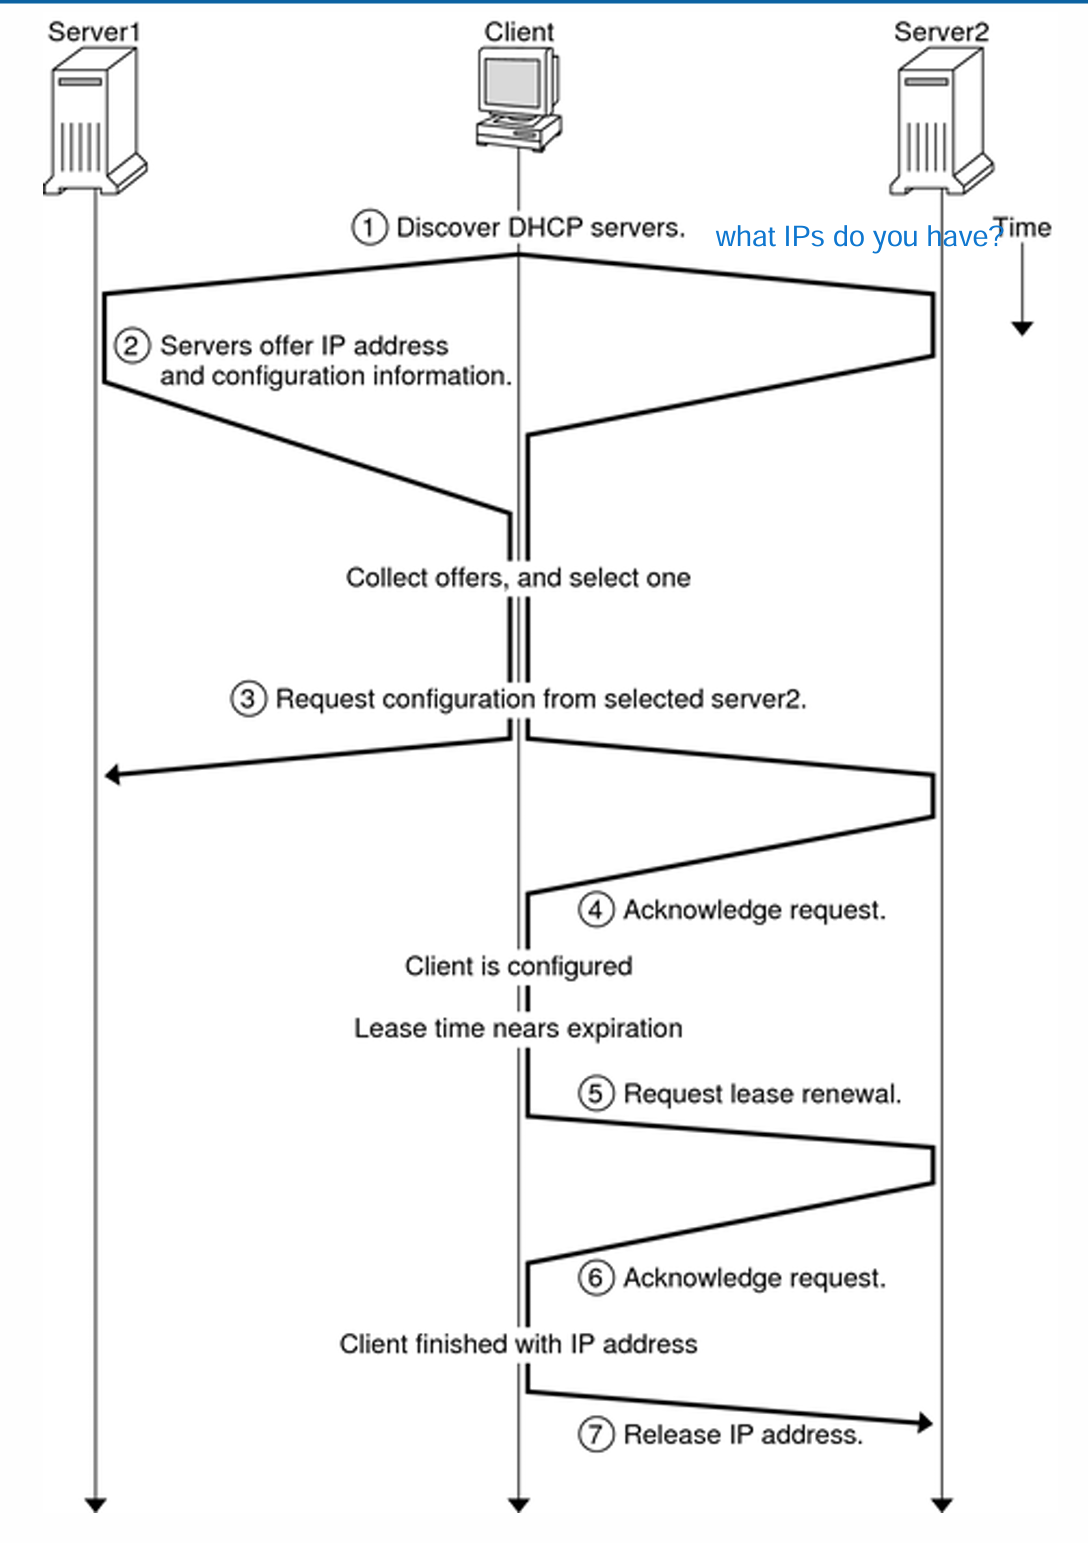 Server1
Client
Server2
① Discover DHCP servers.
what IPs do you have?
Time
② Servers offer IP address
and configuration information.
Collect offers, and select one
③ Request configuration from selected server2.
④ Acknowledge request.
Client is configured
Lease time nears expiration
⑤ Request lease renewal.
⑥ Acknowledge request.
Client finished with IP address
⑦ Release IP address.